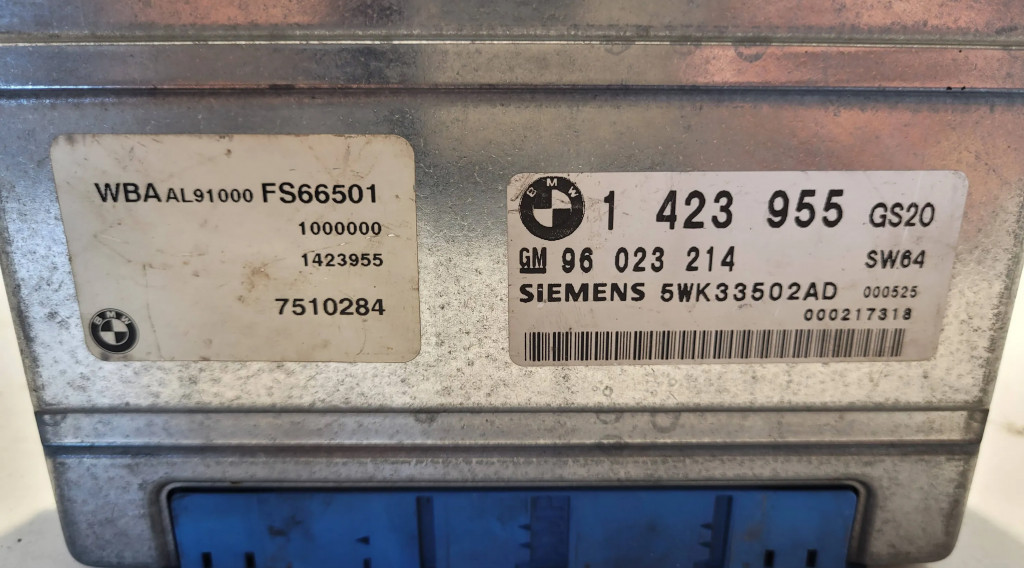 WBA AL91000 FS66501
1000000
1423955
7510284
BMW
BMW 1 423 955 GS20
GM 96 023 214 SW64
SIEMENS 5WK33502AD 000525
000217318